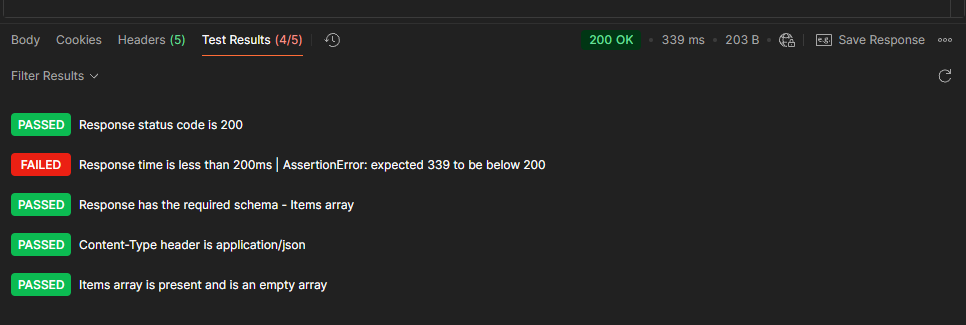 Body Cookies Headers (5) Test Results (4/5) 200 OK • 339 ms • 203 B • e.g. Save Response
Filter Results
PASSED Response status code is 200
FAILED Response time is less than 200ms | AssertionError: expected 339 to be below 200
PASSED Response has the required schema - Items array
PASSED Content-Type header is application/json
PASSED Items array is present and is an empty array